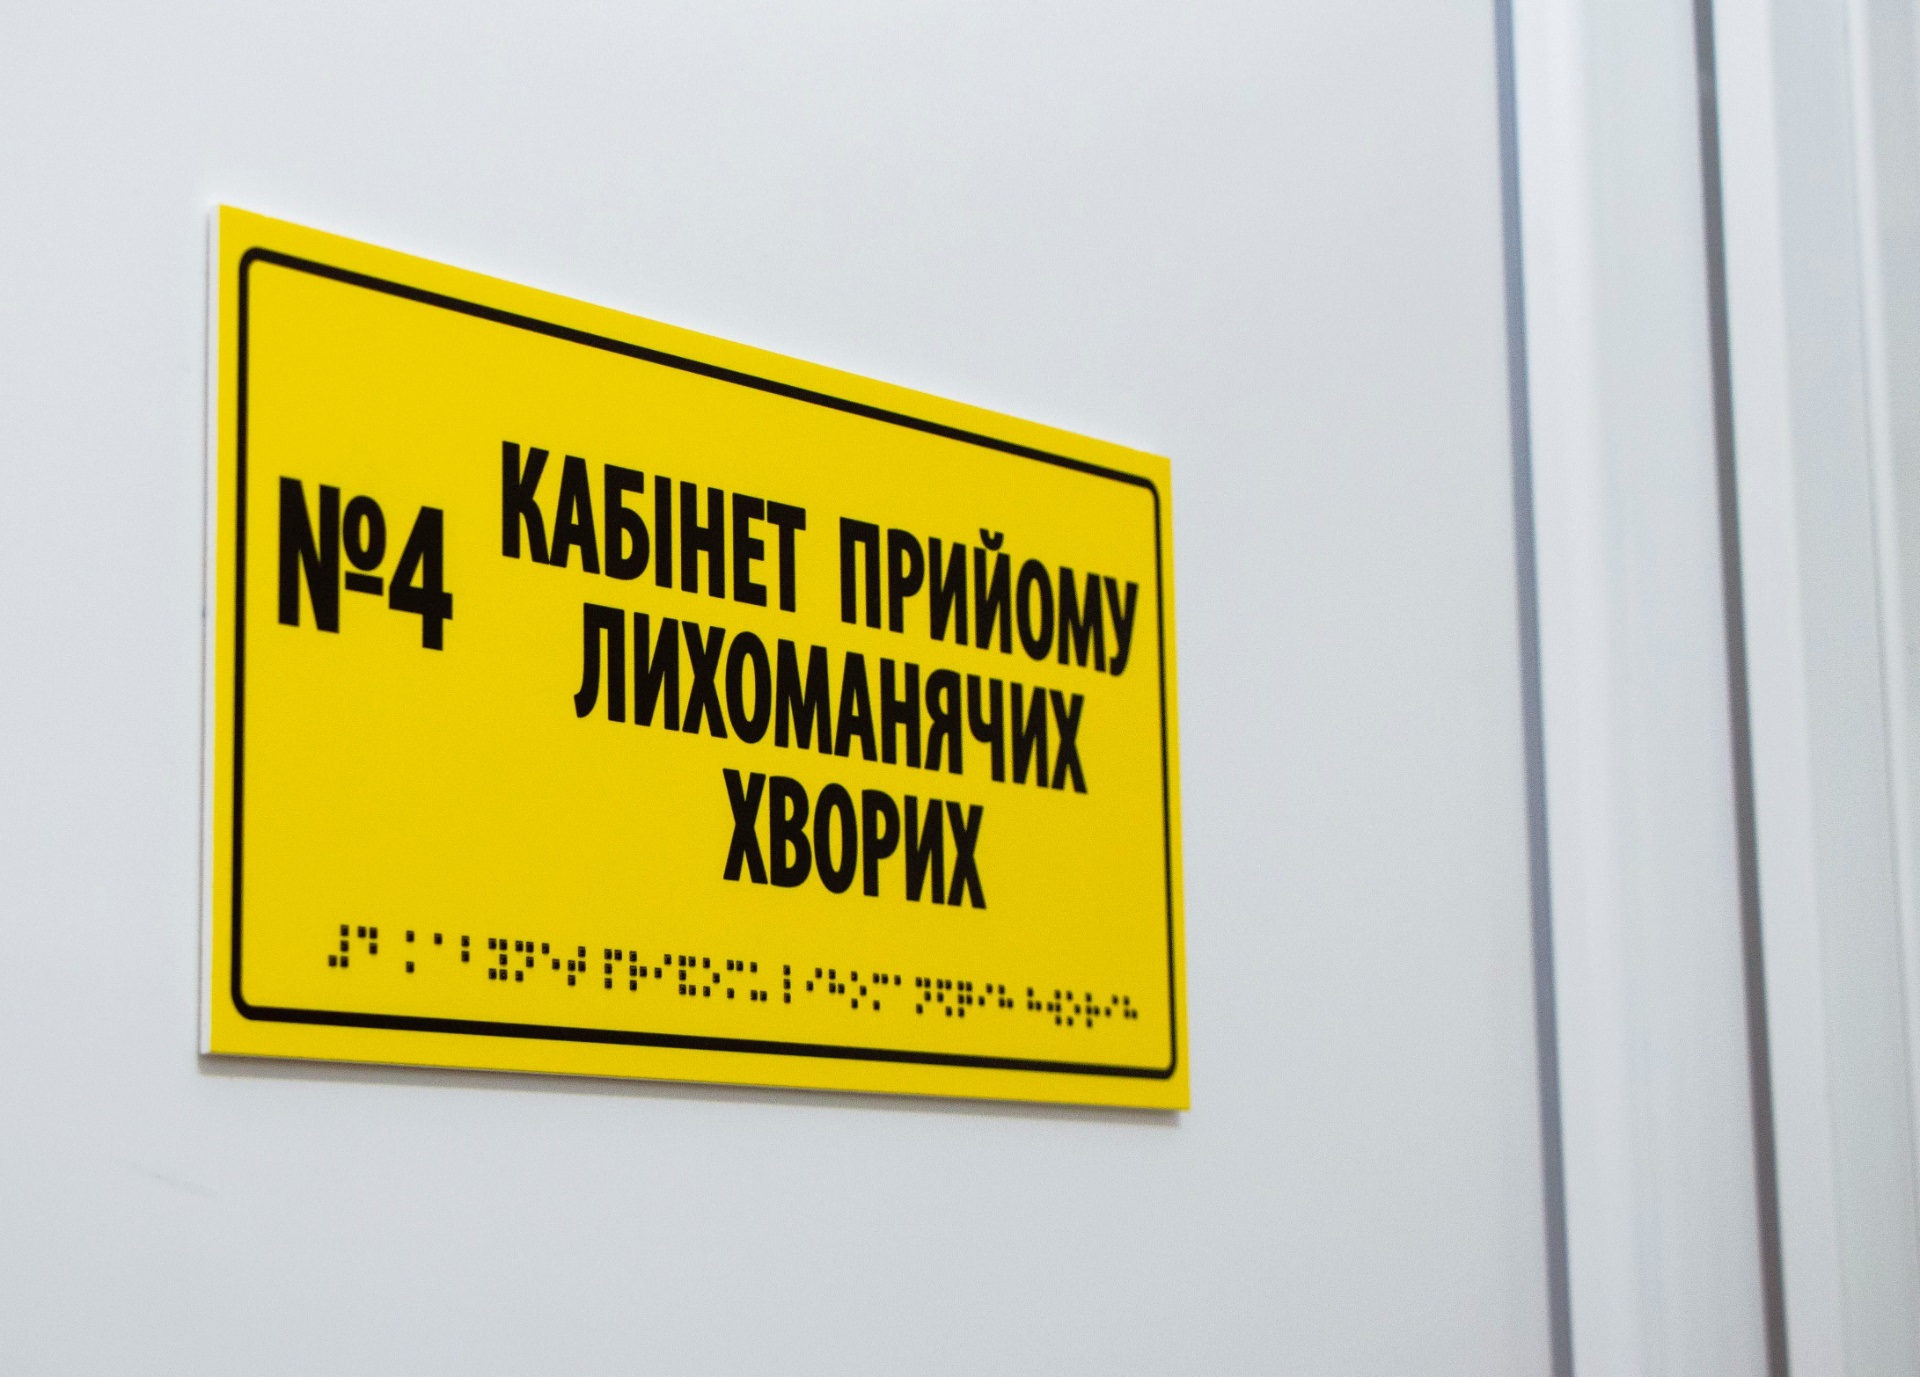 №4
КАБІНЕТ ПРИЙОМУ
ЛИХОМАНЯЧИХ
ХВОРИХ